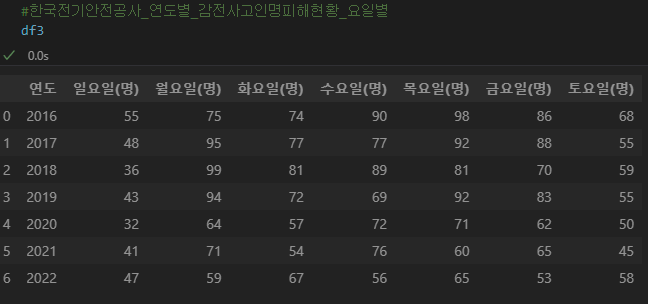 #한국전기안전공사_연도별_감전사고인명피해현황_요일별
df3
0.0s
연도 일요일(명) 월요일(명) 화요일(명) 수요일(명) 목요일(명) 금요일(명) 토요일(명)
0 2016 55 75 74 90 98 86 68
1 2017 48 95 77 77 92 88 55
2 2018 36 99 81 89 81 70 59
3 2019 43 94 72 69 92 83 55
4 2020 32 64 57 72 71 62 50
5 2021 41 71 54 76 60 65 45
6 2022 47 59 67 56 65 53 58